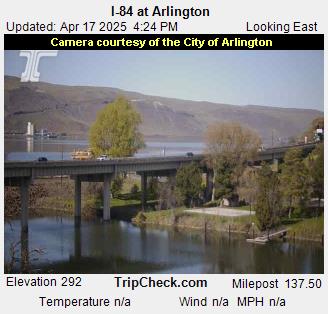 I-84 at Arlington
Updated: Apr 17 2025 4:24 PM Looking East
Camera courtesy of the City of Arlington
Elevation 292 TripCheck.com Milepost 137.50
Temperature n/a Wind n/a MPH n/a